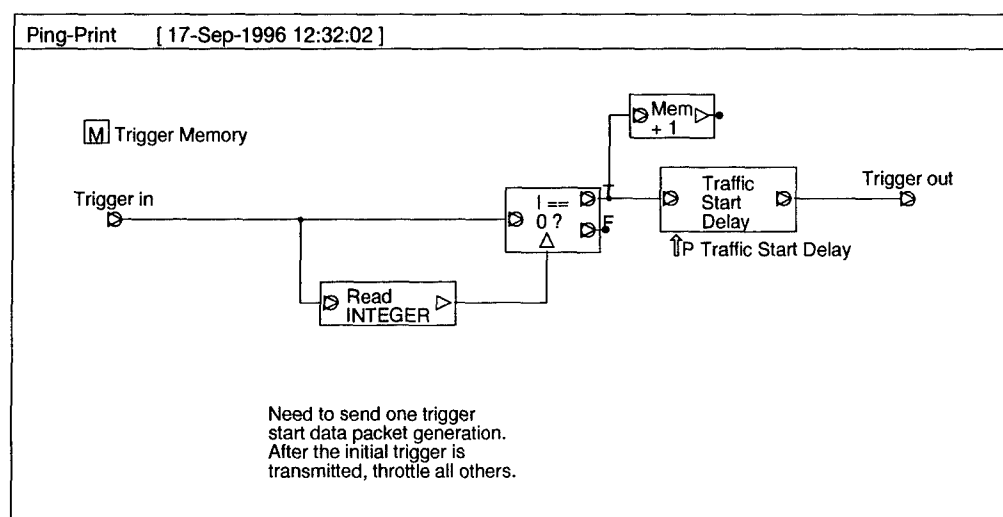 Ping-Print [ 17-Sep-1996 12:32:02 ]
Mem
+ 1
M Trigger Memory
Trigger in
I ==
0 ?
T
F
Traffic
Start
Delay
Trigger out
⇧P Traffic Start Delay
Read
INTEGER
Need to send one trigger
start data packet generation.
After the initial trigger is
transmitted, throttle all others.